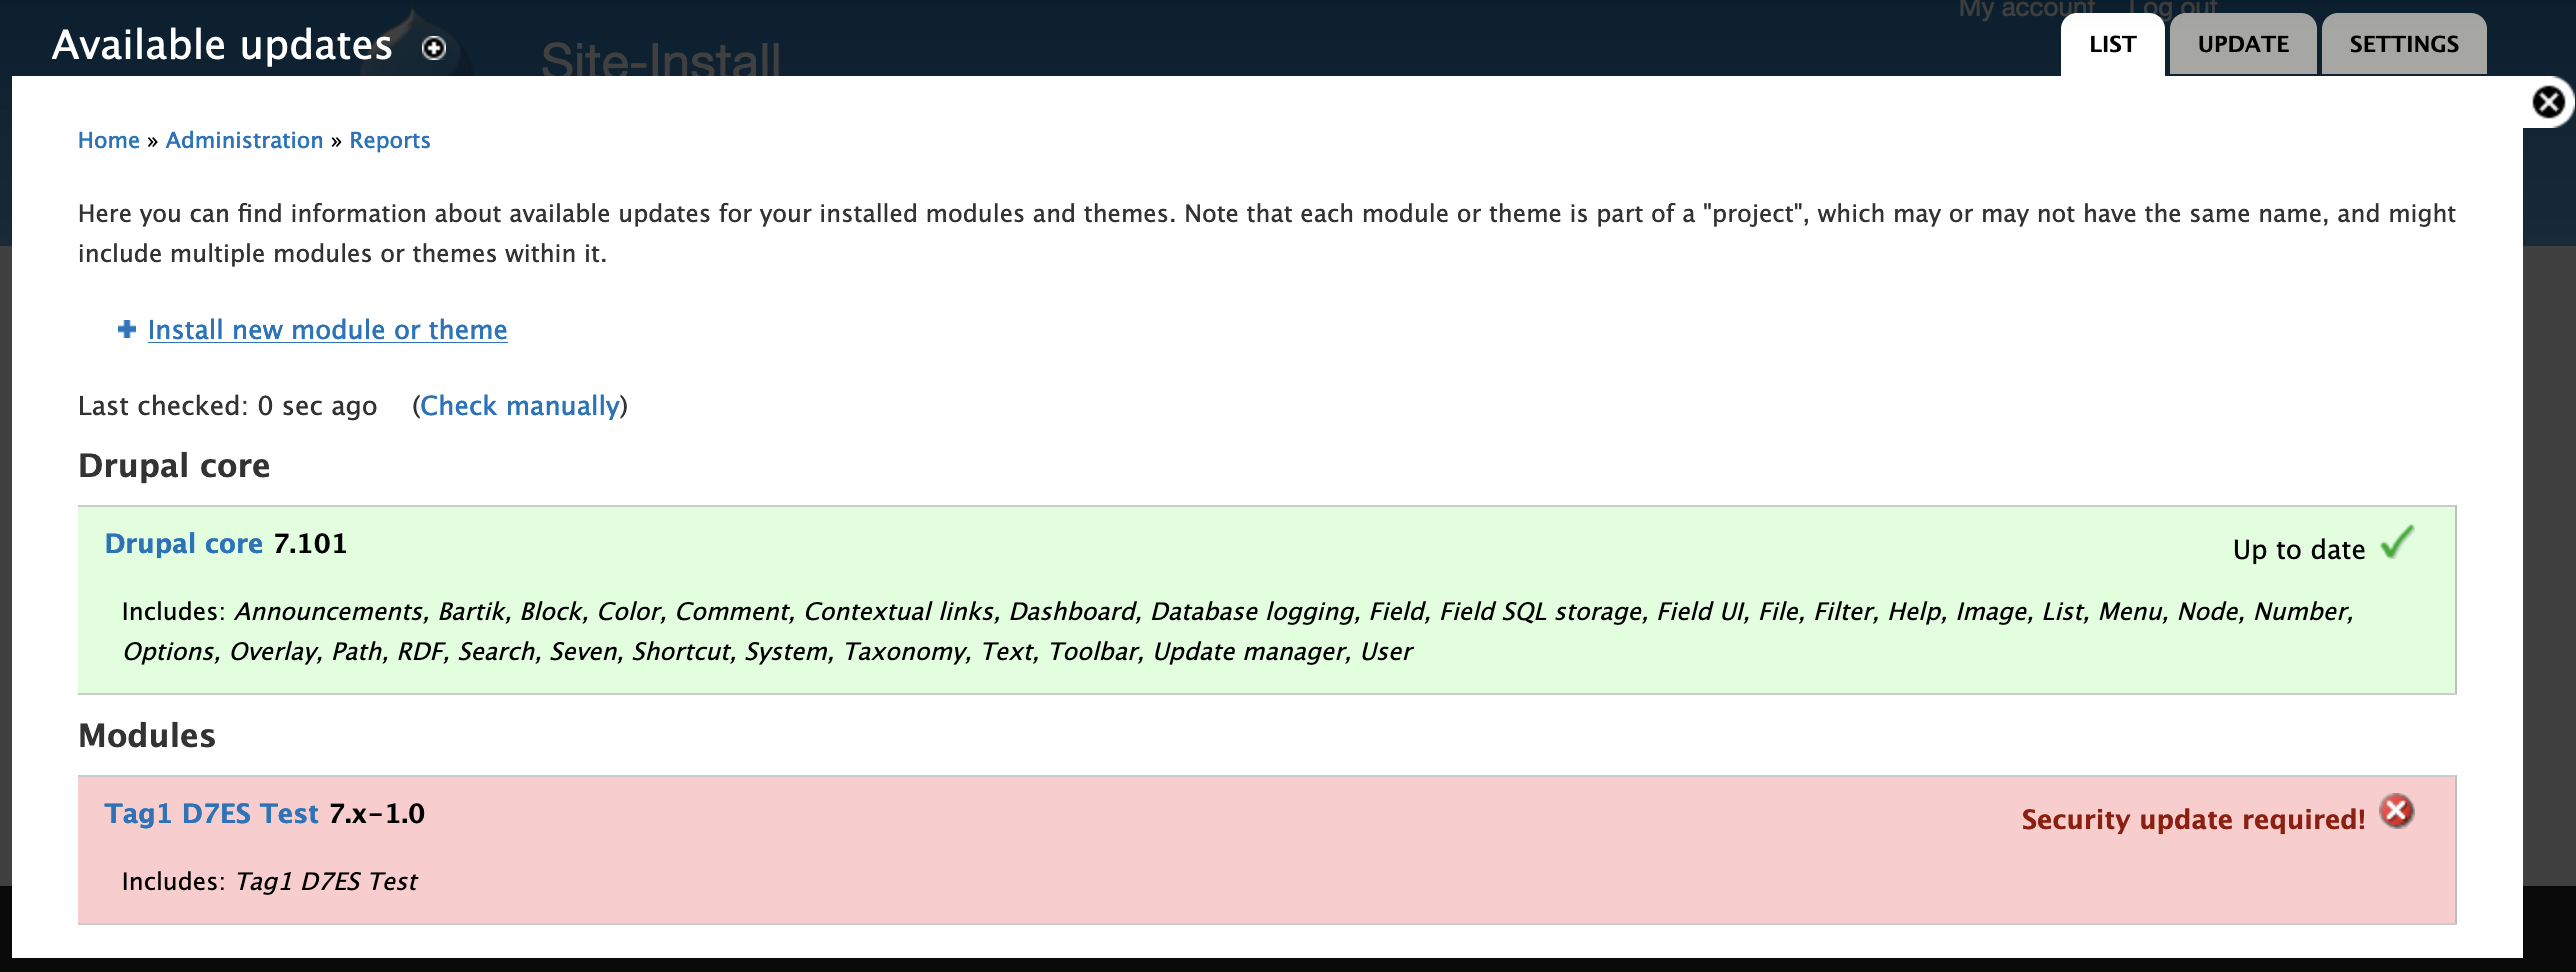 My account Log out
Available updates
Site-Install
LIST UPDATE SETTINGS
Home » Administration » Reports
Here you can find information about available updates for your installed modules and themes. Note that each module or theme is part of a "project", which may or may not have the same name, and might
include multiple modules or themes within it.
Install new module or theme
Last checked: 0 sec ago (Check manually)
Drupal core
Drupal core 7.101
Up to date
Includes: Announcements, Bartik, Block, Color, Comment, Contextual links, Dashboard, Database logging, Field, Field SQL storage, Field UI, File, Filter, Help, Image, List, Menu, Node, Number,
Options, Overlay, Path, RDF, Search, Seven, Shortcut, System, Taxonomy, Text, Toolbar, Update manager, User
Modules
Tag1 D7ES Test 7.x-1.0
Security update required!
Includes: Tag1 D7ES Test